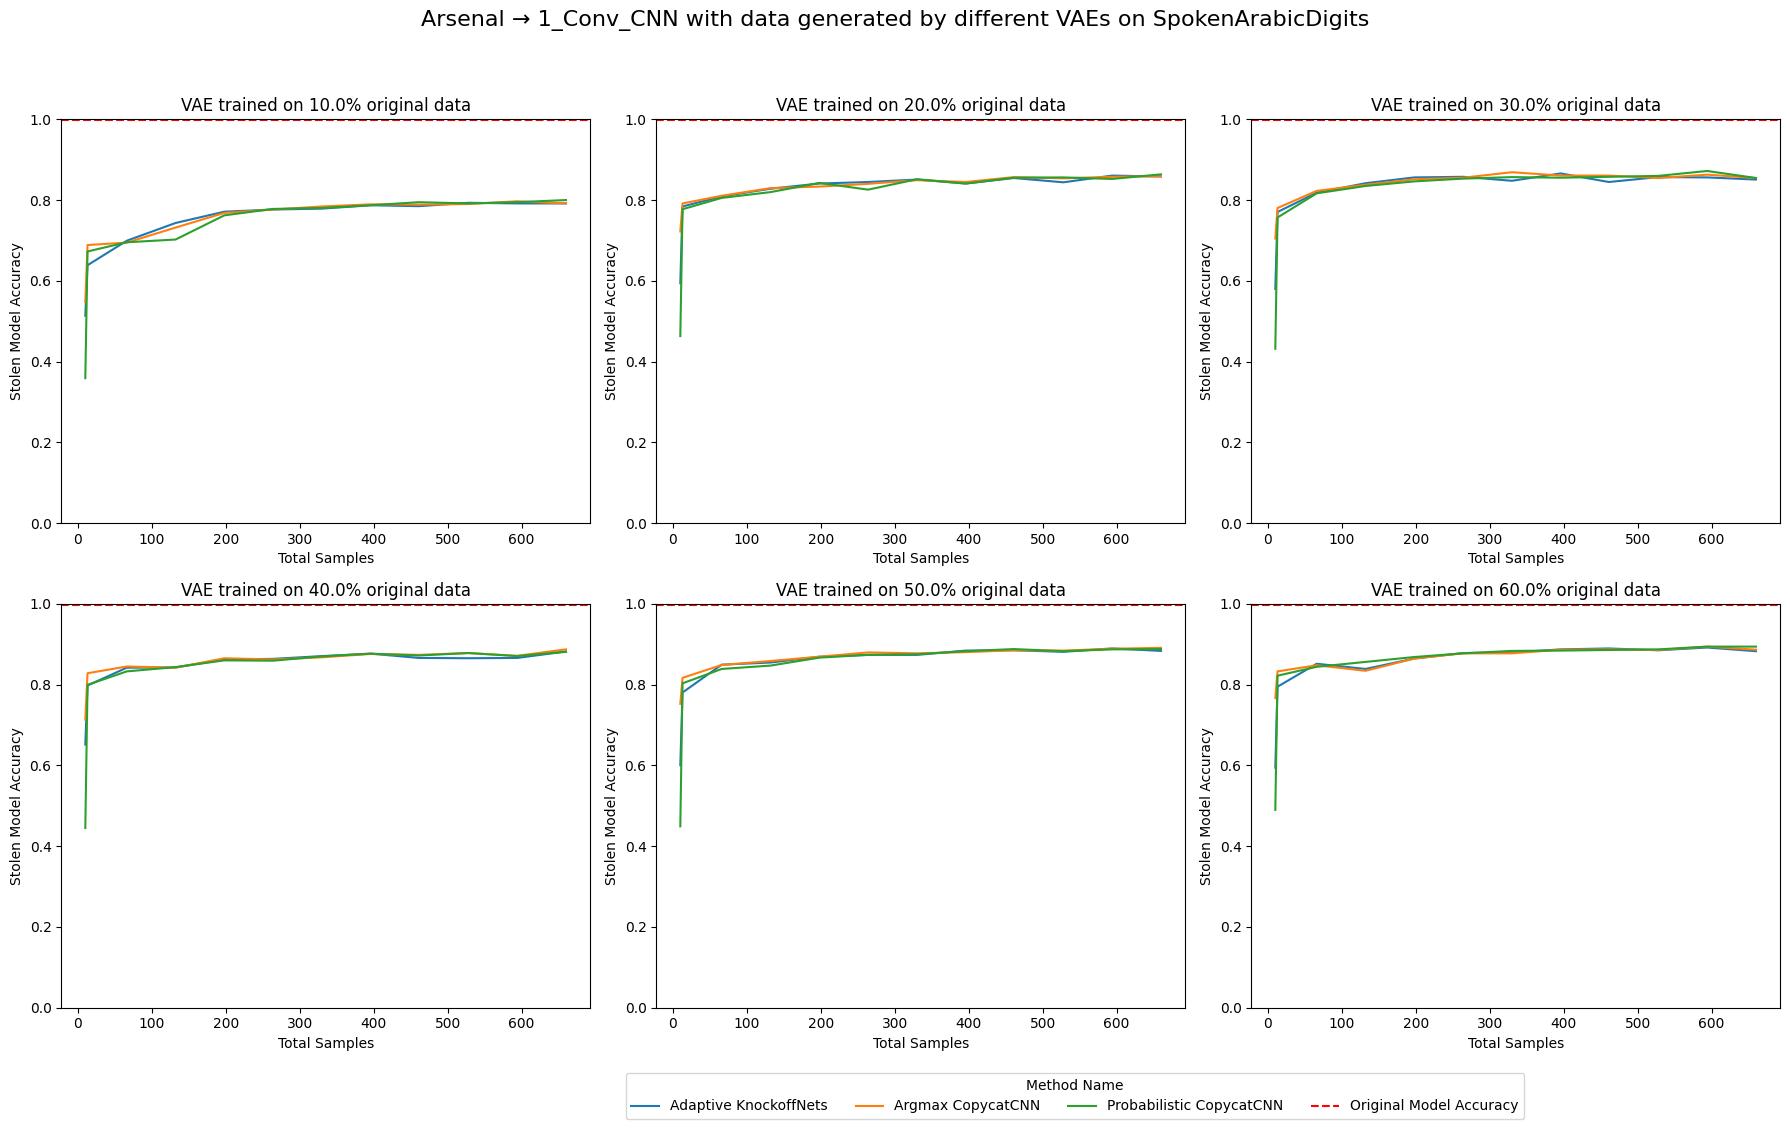 Arsenal → 1_Conv_CNN with data generated by different VAEs on SpokenArabicDigits
VAE trained on 10.0% original data
1.0
0.8
0.6
0.4
0.2
0.0
Stolen Model Accuracy
0 100 200 300 400 500 600
Total Samples
VAE trained on 20.0% original data
1.0
0.8
0.6
0.4
0.2
0.0
Stolen Model Accuracy
0 100 200 300 400 500 600
Total Samples
VAE trained on 30.0% original data
1.0
0.8
0.6
0.4
0.2
0.0
Stolen Model Accuracy
0 100 200 300 400 500 600
Total Samples
VAE trained on 40.0% original data
1.0
0.8
0.6
0.4
0.2
0.0
Stolen Model Accuracy
0 100 200 300 400 500 600
Total Samples
VAE trained on 50.0% original data
1.0
0.8
0.6
0.4
0.2
0.0
Stolen Model Accuracy
0 100 200 300 400 500 600
Total Samples
VAE trained on 60.0% original data
1.0
0.8
0.6
0.4
0.2
0.0
Stolen Model Accuracy
0 100 200 300 400 500 600
Total Samples
Method Name
Adaptive KnockoffNets Argmax CopycatCNN Probabilistic CopycatCNN Original Model Accuracy